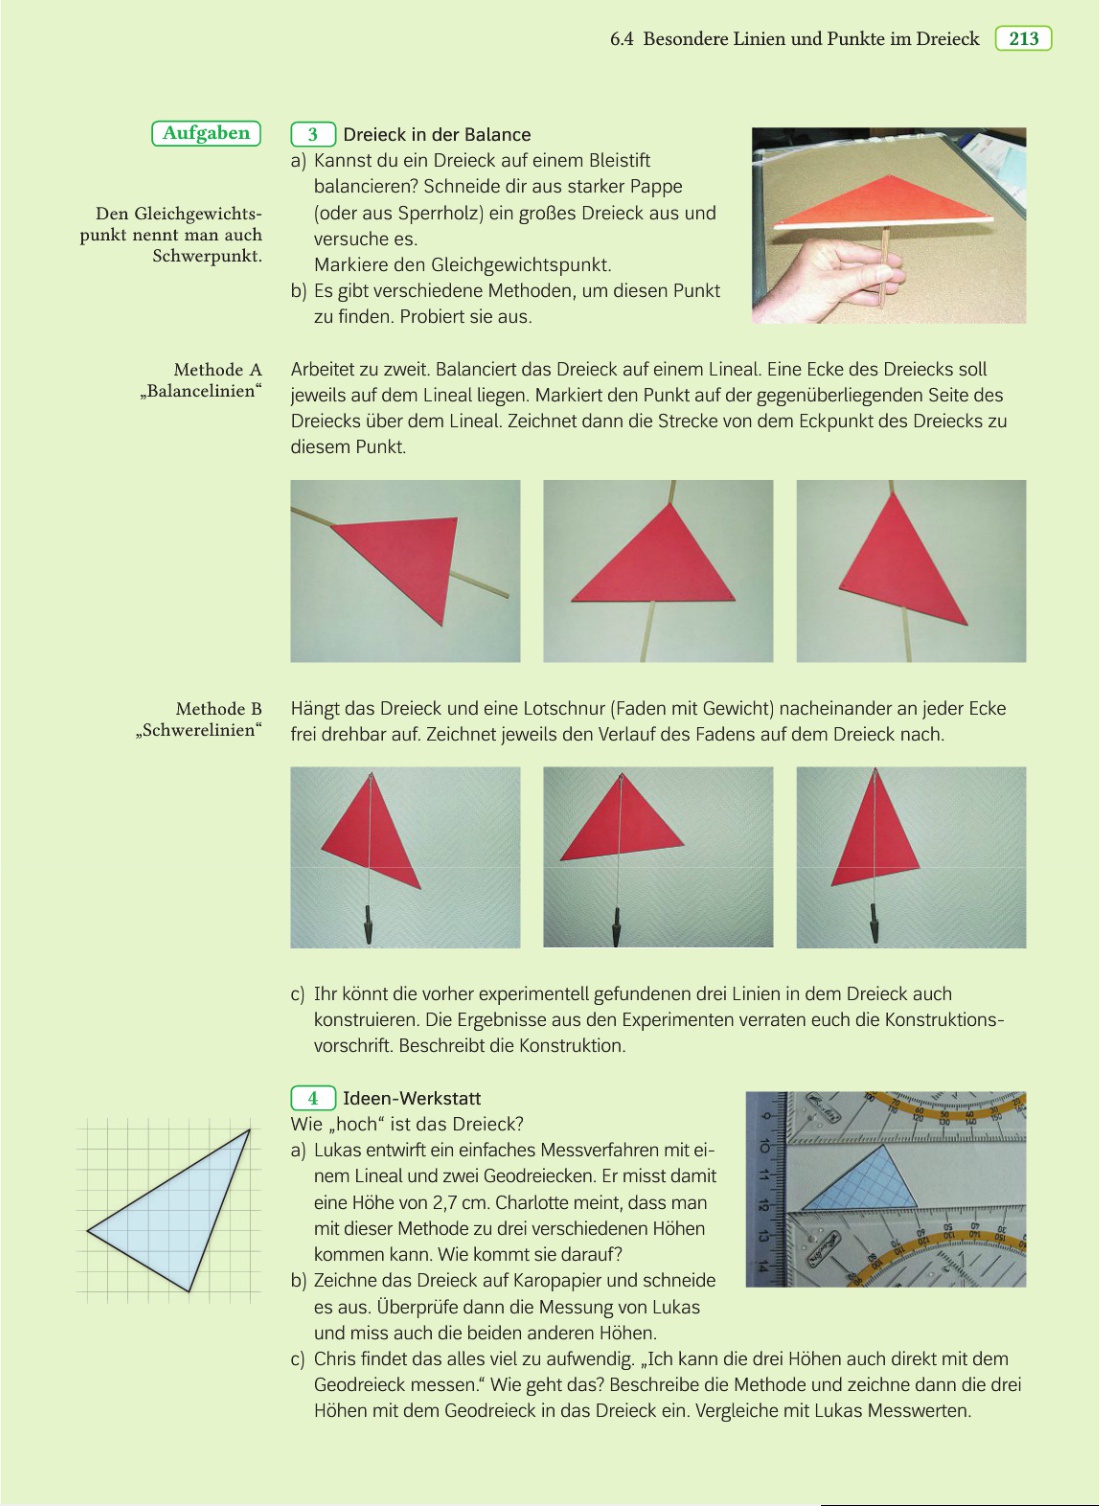 6.4 Besondere Linien und Punkte im Dreieck 213
Aufgaben
3 Dreieck in der Balance
a) Kannst du ein Dreieck auf einem Bleistift
balancieren? Schneide dir aus starker Pappe
(oder aus Sperrholz) ein großes Dreieck aus und
versuche es.
Markiere den Gleichgewichtspunkt.
b) Es gibt verschiedene Methoden, um diesen Punkt
zu finden. Probiert sie aus.
Den Gleichgewichts-
punkt nennt man auch
Schwerpunkt.
Methode A
„Balancelinien“
Arbeitet zu zweit. Balanciert das Dreieck auf einem Lineal. Eine Ecke des Dreiecks soll
jeweils auf dem Lineal liegen. Markiert den Punkt auf der gegenüberliegenden Seite des
Dreiecks über dem Lineal. Zeichnet dann die Strecke von dem Eckpunkt des Dreiecks zu
diesem Punkt.
Methode B
„Schwerelinien“
Hängt das Dreieck und eine Lotschnur (Faden mit Gewicht) nacheinander an jeder Ecke
frei drehbar auf. Zeichnet jeweils den Verlauf des Fadens auf dem Dreieck nach.
c) Ihr könnt die vorher experimentell gefundenen drei Linien in dem Dreieck auch
konstruieren. Die Ergebnisse aus den Experimenten verraten euch die Konstruktions-
vorschrift. Beschreibt die Konstruktion.
4 Ideen-Werkstatt
Wie „hoch“ ist das Dreieck?
a) Lukas entwirft ein einfaches Messverfahren mit ei-
nem Lineal und zwei Geodreiecken. Er misst damit
eine Höhe von 2,7 cm. Charlotte meint, dass man
mit dieser Methode zu drei verschiedenen Höhen
kommen kann. Wie kommt sie darauf?
b) Zeichne das Dreieck auf Karopapier und schneide
es aus. Überprüfe dann die Messung von Lukas
und miss auch die beiden anderen Höhen.
c) Chris findet das alles viel zu aufwendig. „Ich kann die drei Höhen auch direkt mit dem
Geodreieck messen.“ Wie geht das? Beschreibe die Methode und zeichne dann die drei
Höhen mit dem Geodreieck in das Dreieck ein. Vergleiche mit Lukas Messwerten.
9
10
11
12
13
14